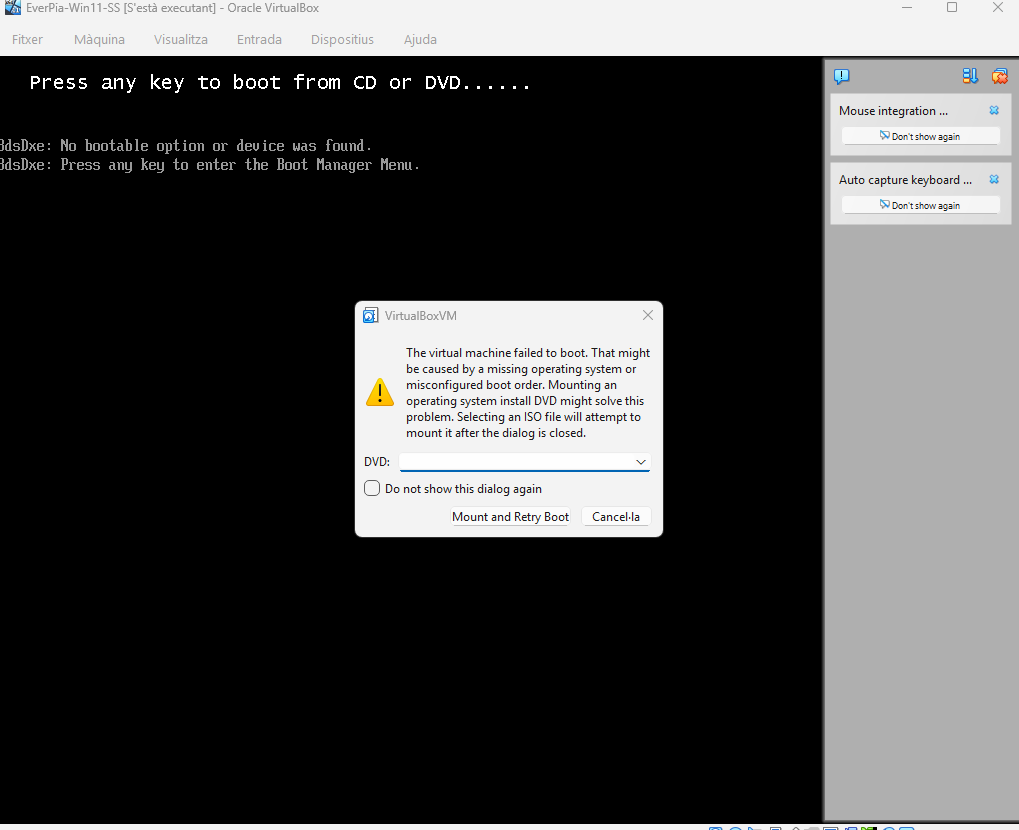 EverPia-Win11-SS [S'està executant] - Oracle VirtualBox
Fitxer Màquina Visualitza Entrada Dispositius Ajuda
Press any key to boot from CD or DVD......
BdsDxe: No bootable option or device was found.
BdsDxe: Press any key to enter the Boot Manager Menu.
Mouse integration ...
Don't show again
Auto capture keyboard ...
Don't show again
VirtualBoxVM
The virtual machine failed to boot. That might
be caused by a missing operating system or
misconfigured boot order. Mounting an
operating system install DVD might solve this
problem. Selecting an ISO file will attempt to
mount it after the dialog is closed.
DVD:
Do not show this dialog again
Mount and Retry Boot Cancel·la